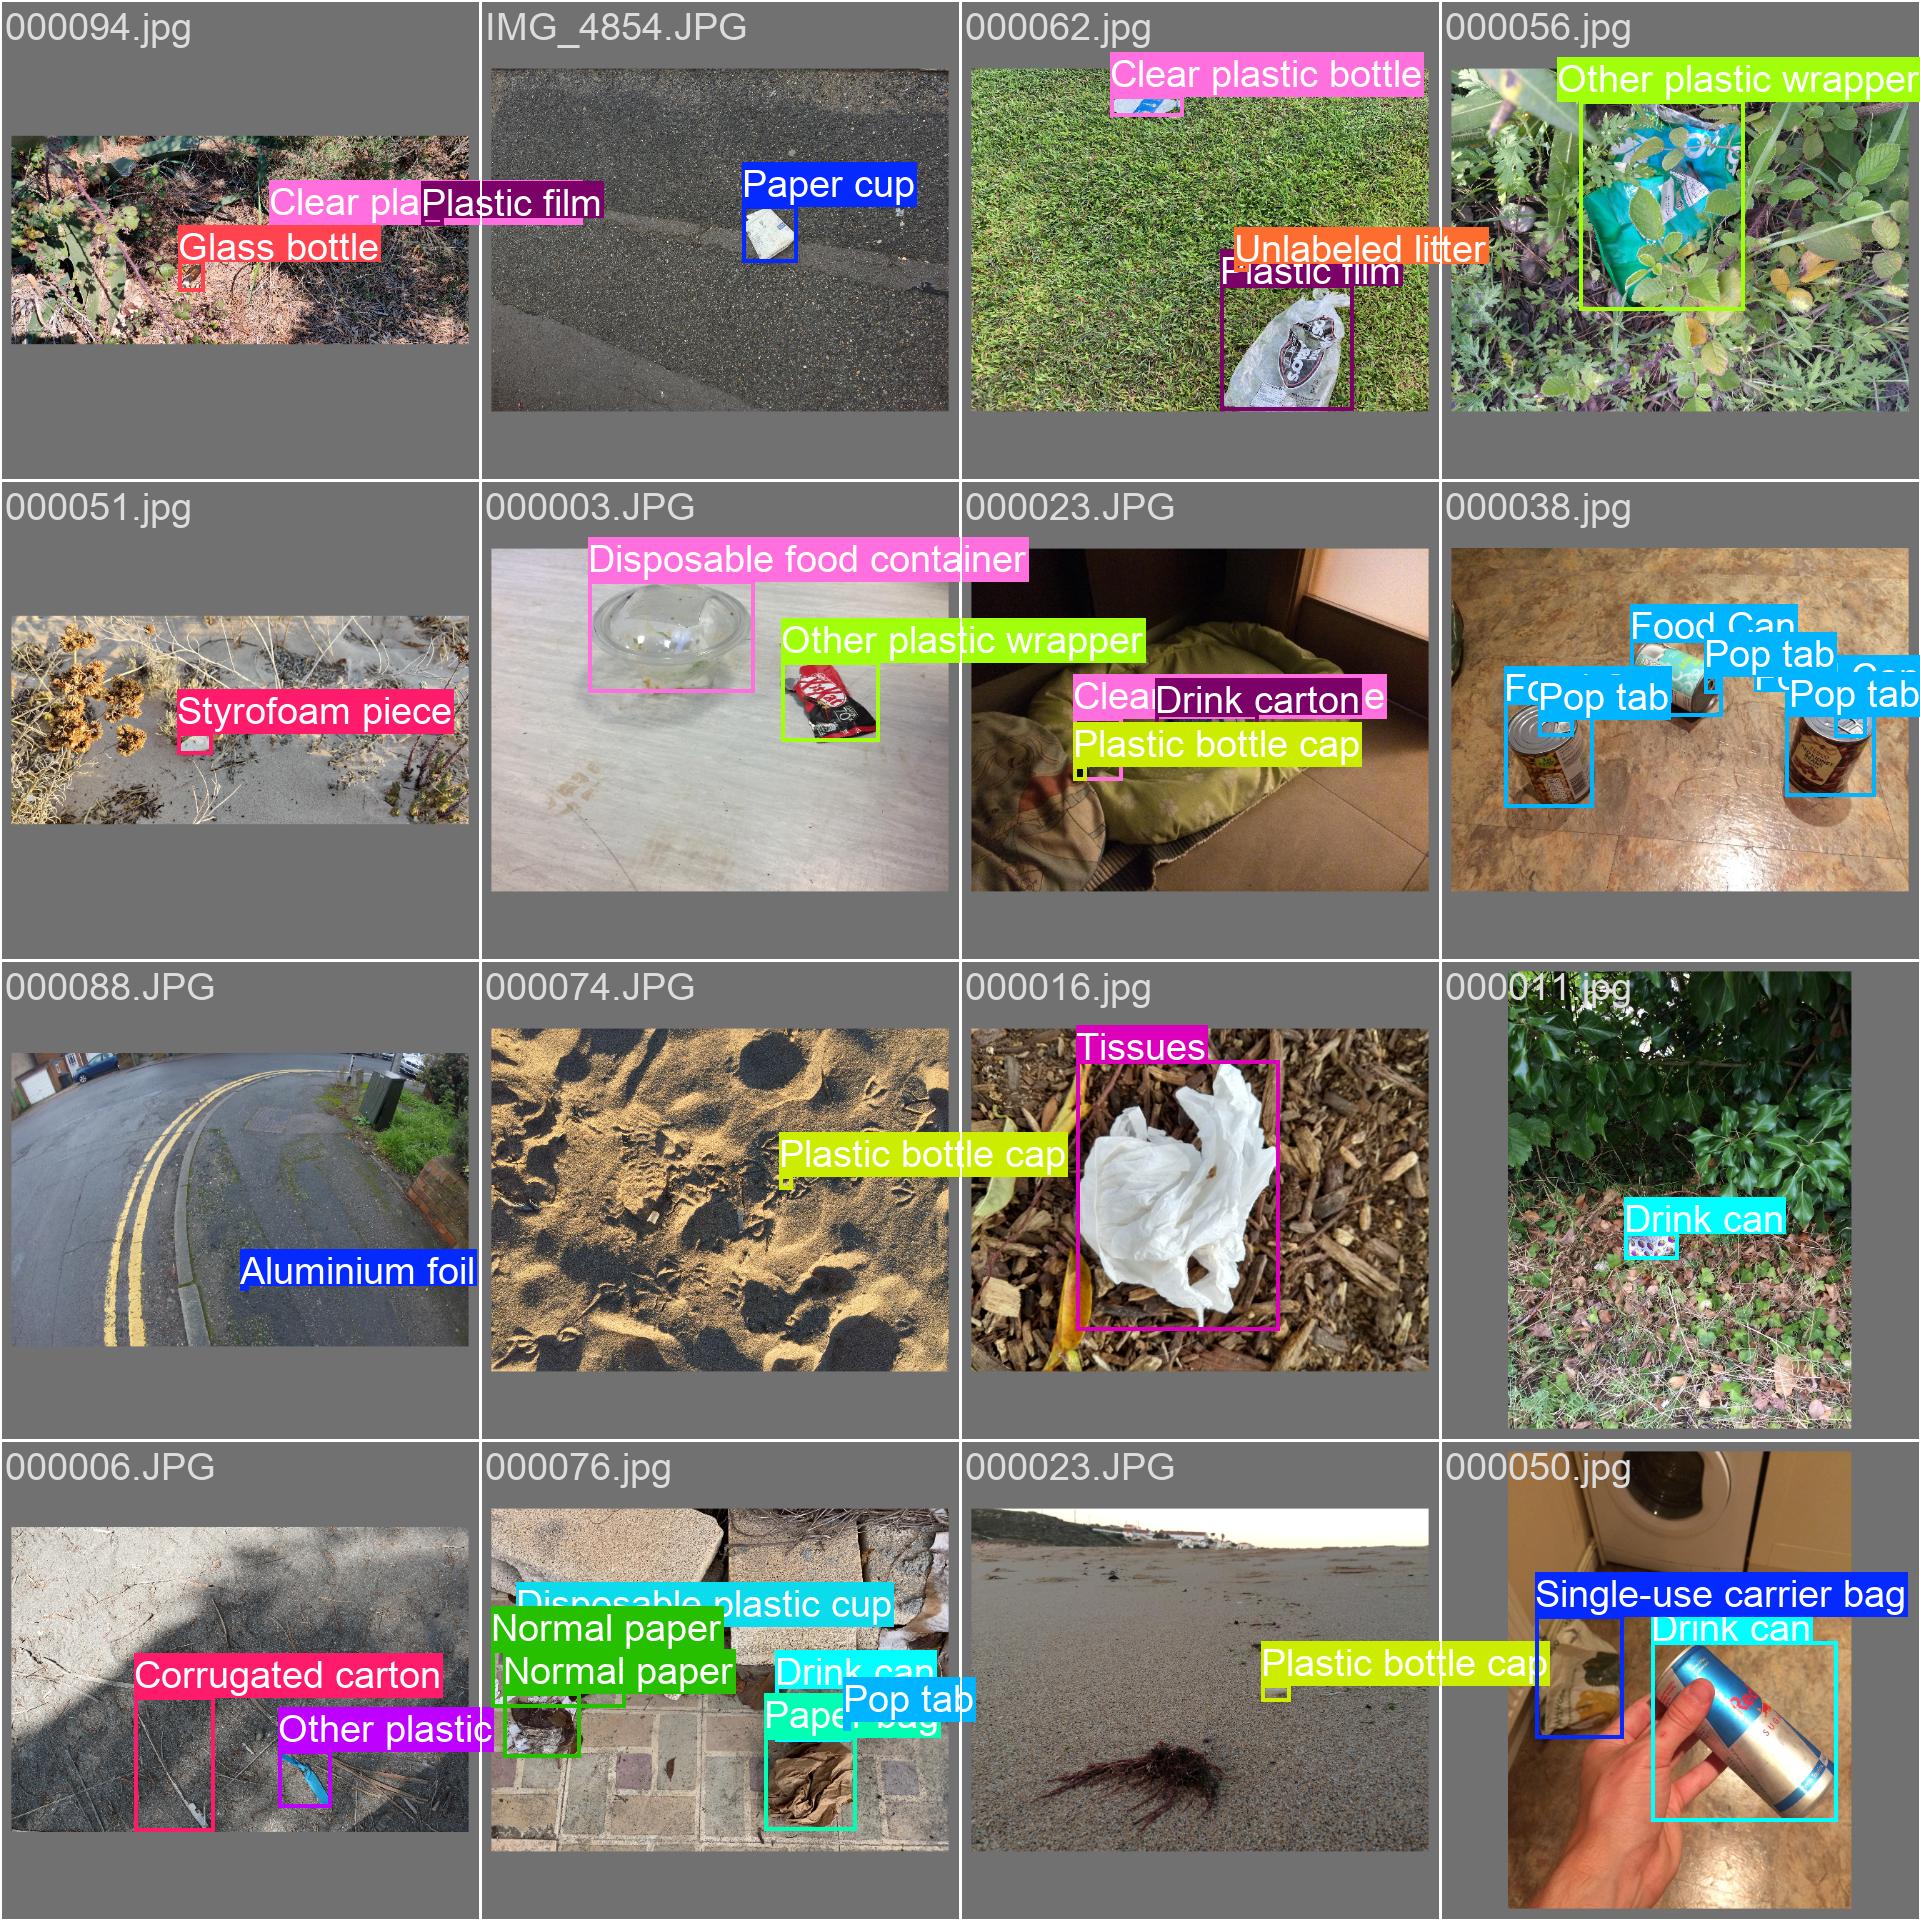 000094.jpg
Clear pla
Plastic film
Glass bottle
IMG_4854.JPG
Paper cup
000062.jpg
Clear plastic bottle
Unlabeled litter
Plastic film
000056.jpg
Other plastic wrapper
000051.jpg
Styrofoam piece
000003.JPG
Disposable food container
Other plastic wrapper
000023.JPG
Clear
Drink carton
e
Plastic bottle cap
000038.jpg
Food Can
Pop tab
Can
Fo
Pop tab
Pop tab
000088.JPG
Aluminium foil
000074.JPG
Plastic bottle cap
000016.jpg
Tissues
000011.jpg
Drink can
000006.JPG
Corrugated carton
Other plastic
000076.jpg
Disposable plastic cup
Normal paper
Normal paper
Drink can
Pop tab
Paper bag
000023.JPG
Plastic bottle cap
000050.jpg
Single-use carrier bag
Drink can